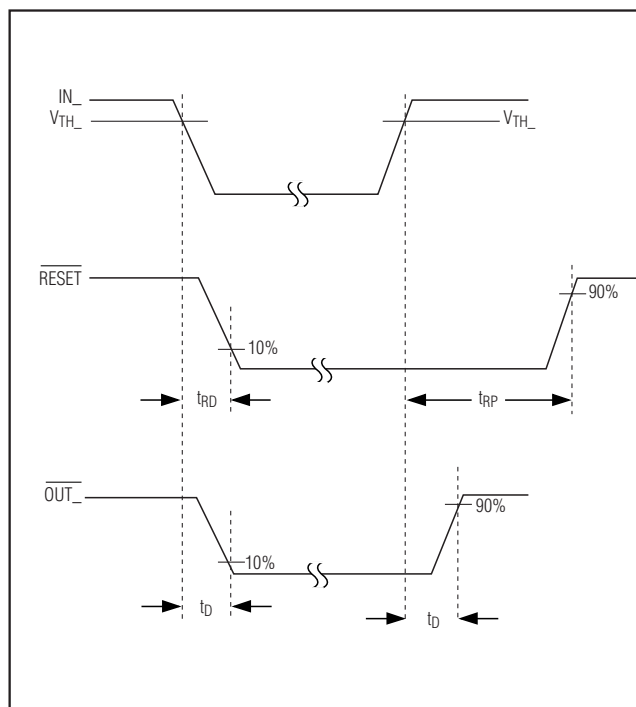 IN_
VTH_ VTH_
RESET
90%
10%
tRD tRP
OUT_
90%
10%
tD tD